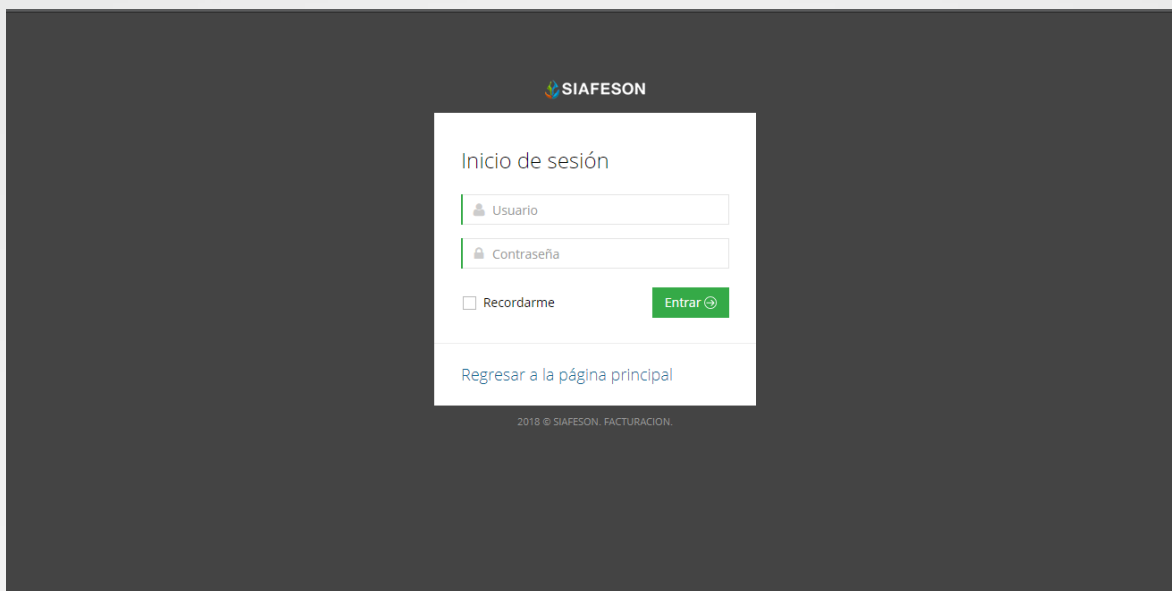 SIAFESON
Inicio de sesión
Usuario
Contraseña
Recordarme
Entrar
Regresar a la página principal
2018 © SIAFESON. FACTURACION.